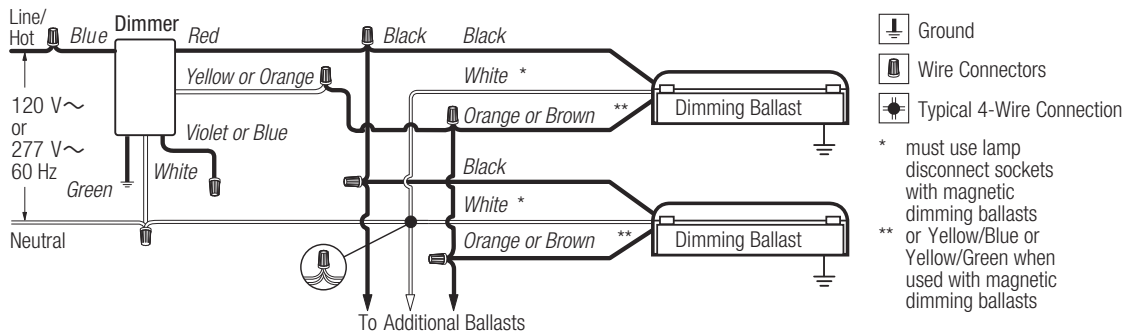 Line/
Hot
Blue
Dimmer
Red
Black
Black
Yellow or Orange
White *
Dimming Ballast
120 V~
or
277 V~
60 Hz
Orange or Brown **
Violet or Blue
Green
White
Black
White *
Neutral
Orange or Brown **
Dimming Ballast
To Additional Ballasts
Ground
Wire Connectors
Typical 4-Wire Connection
* must use lamp
disconnect sockets
with magnetic
dimming ballasts
** or Yellow/Blue or
Yellow/Green when
used with magnetic
dimming ballasts